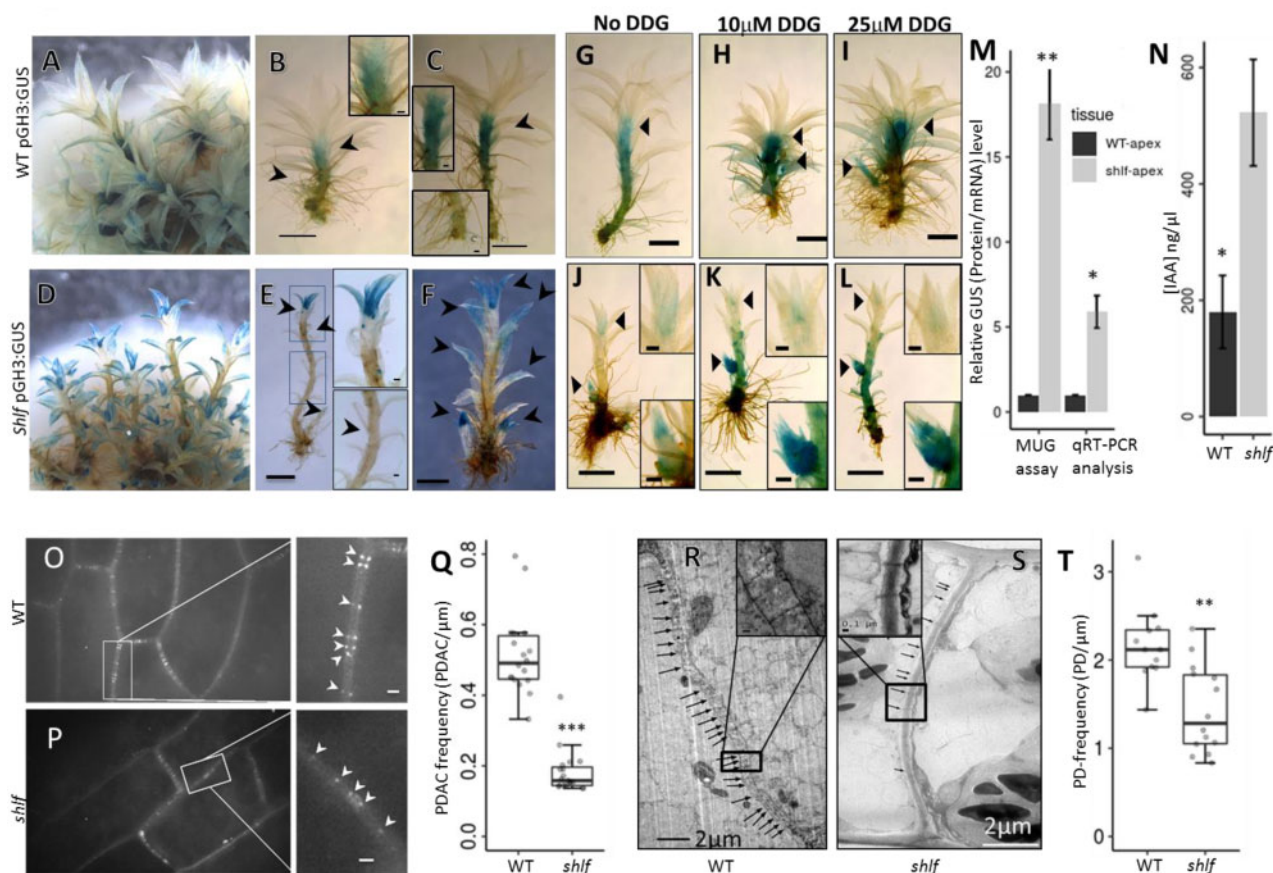 No DDG 10µM DDG 25µM DDG
WT pGH3:GUS
A
B
C
G
H
I
Shlf pGH3:GUS
D
E
F
J
K
L
M
Relative GUS (Protein/mRNA) level
20
15
10
5
0
**
*
tissue
WT-apex
shlf-apex
MUG assay
qRT-PCR analysis
N
[IAA] ng/µl
600
400
200
0
*
WT shlf
O
WT
P
shlf
Q
PDAC frequency (PDAC/µm)
0.8
0.6
0.4
0.2
0.0
***
WT shlf
R
2µm
WT
S
0.1 µm
2µm
shlf
T
PD-frequency (PD/µm)
3
2
1
0
**
WT shlf